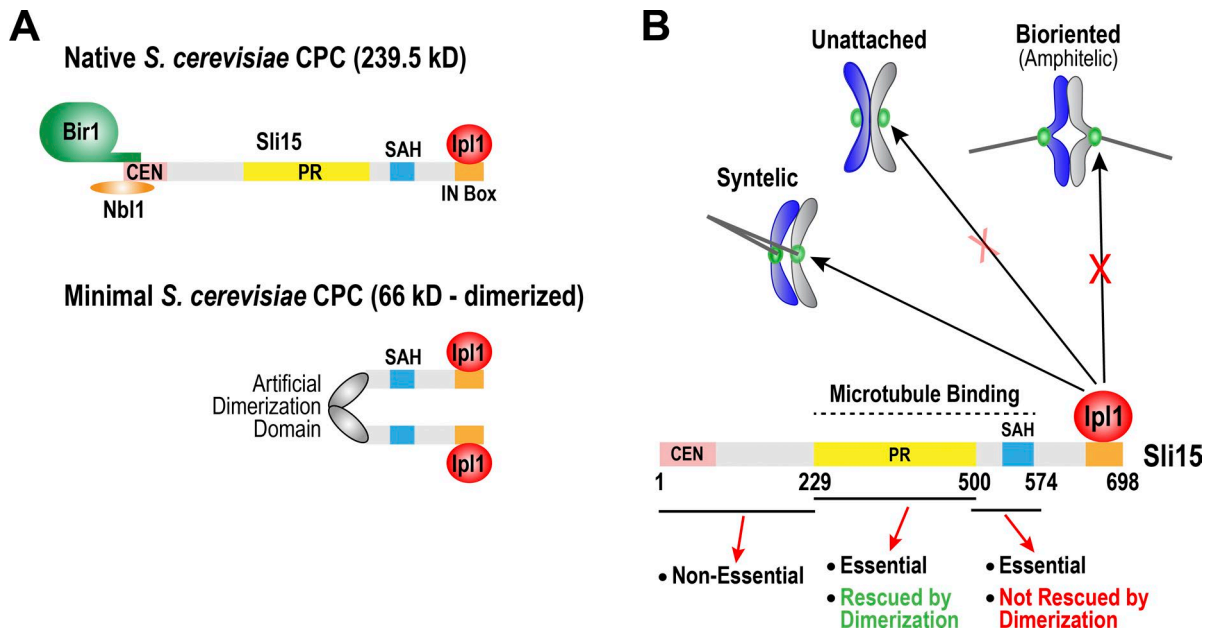 A
Native S. cerevisiae CPC (239.5 kD)
Bir1
Sli15
Ipl1
SAH
CEN
PR
IN Box
Nbl1
Minimal S. cerevisiae CPC (66 kD - dimerized)
SAH
Ipl1
Artificial
Dimerization
Domain
Ipl1
B
Unattached
Bioriented
(Amphitelic)
Syntelic
X
X
Microtubule Binding
Ipl1
SAH
CEN
PR
Sli15
1
229
500
574
698
• Non-Essential
• Essential
• Rescued by
Dimerization
• Essential
• Not Rescued by
Dimerization